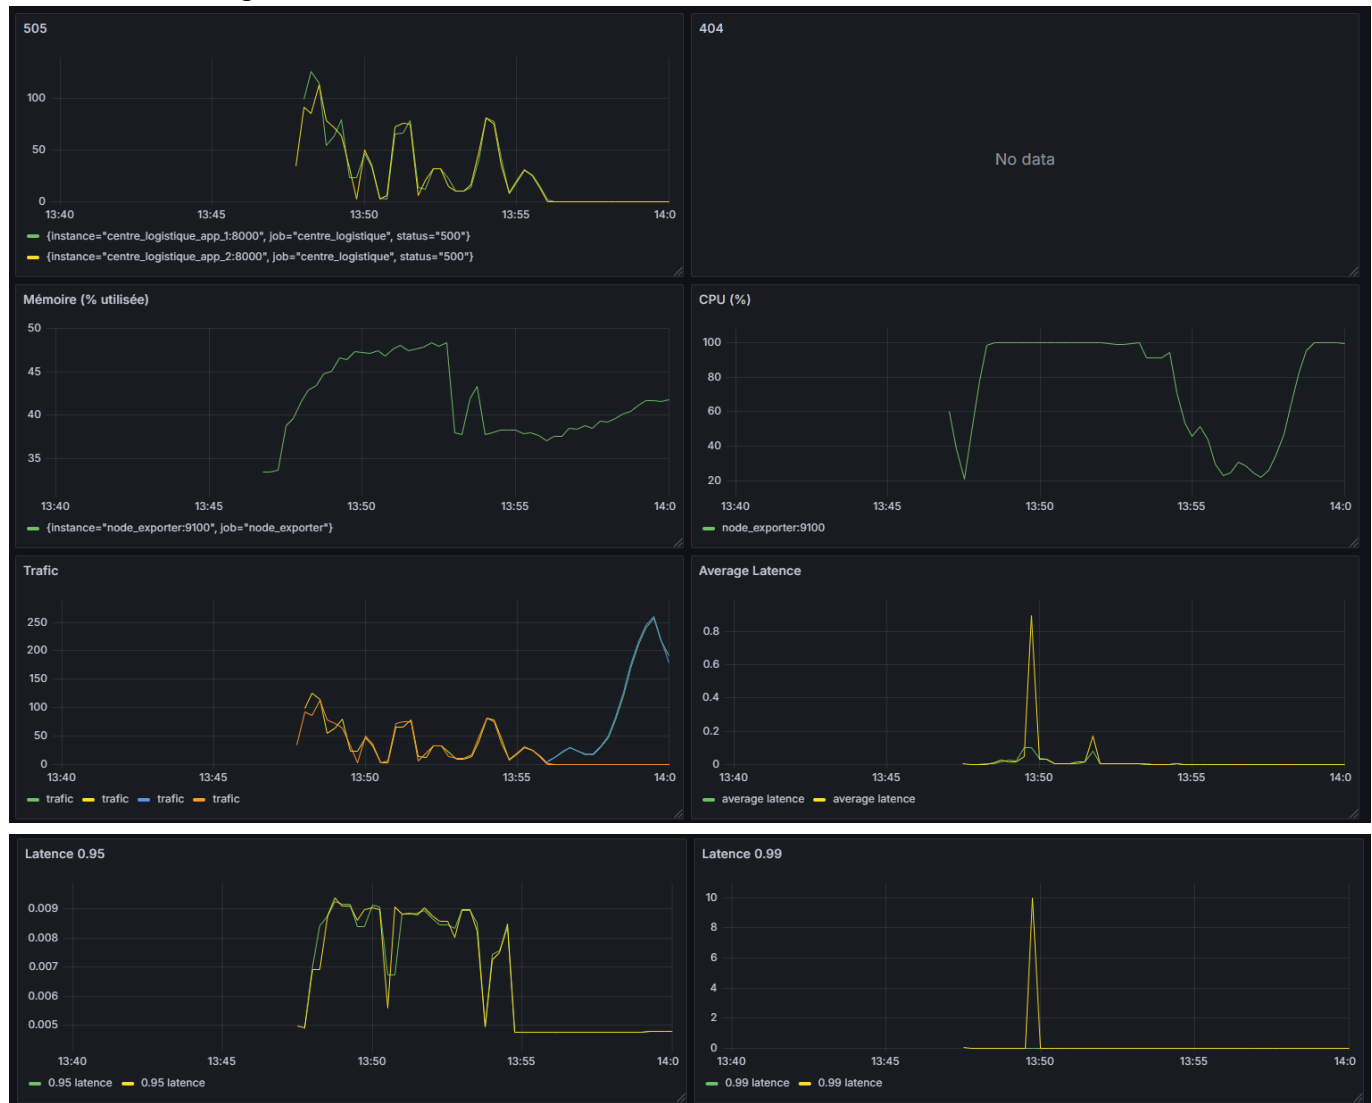 505
100
50
0
13:40 13:45 13:50 13:55 14:0
{instance="centre_logistique_app_1:8000", job="centre_logistique", status="500"}
{instance="centre_logistique_app_2:8000", job="centre_logistique", status="500"}
404
No data
Mémoire (% utilisée)
50
45
40
35
13:40 13:45 13:50 13:55 14:0
{instance="node_exporter:9100", job="node_exporter"}
CPU (%)
100
80
60
40
20
13:40 13:45 13:50 13:55 14:0
node_exporter:9100
Trafic
250
200
150
100
50
0
13:40 13:45 13:50 13:55 14:0
trafic trafic trafic trafic
Average Latence
0.8
0.6
0.4
0.2
0
13:40 13:45 13:50 13:55 14:0
average latence average latence
Latence 0.95
0.009
0.008
0.007
0.006
0.005
13:40 13:45 13:50 13:55 14:0
0.95 latence 0.95 latence
Latence 0.99
10
8
6
4
2
0
13:40 13:45 13:50 13:55 14:0
0.99 latence 0.99 latence